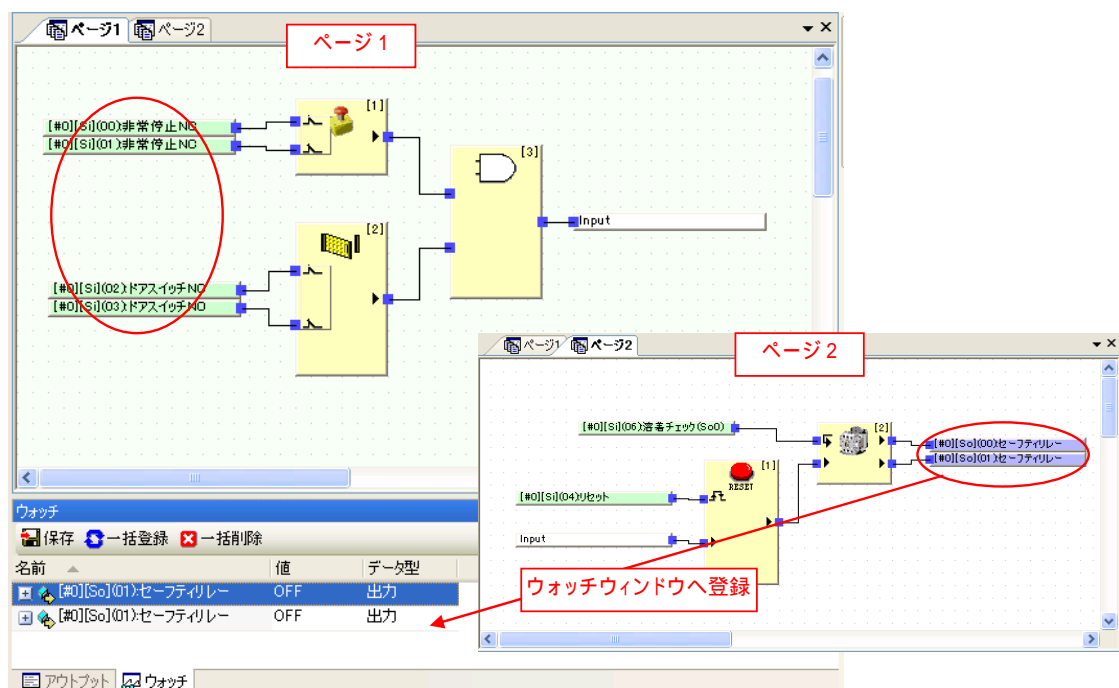 ページ1 ページ2
ページ1
[1]
[#0][Si](00):非常停止NC
[#0][Si](01):非常停止NC
[3]
Input
[2]
[#0][Si](02):ドアスイッチNC
[#0][Si](03):ドアスイッチNO
ページ1 ページ2
ページ2
[#0][Si](06):溶着チェック(So0)
[2]
[#0][So](00):セーフティリレー
[#0][So](01):セーフティリレー
[1]
RESET
[#0][Si](04):リセット
Input
ウォッチウィンドウへ登録
ウォッチ
保存 一括登録 一括削除
名前 値 データ型
[#0][So](01):セーフティリレー OFF 出力
[#0][So](01):セーフティリレー OFF 出力
アウトプット ウォッチ